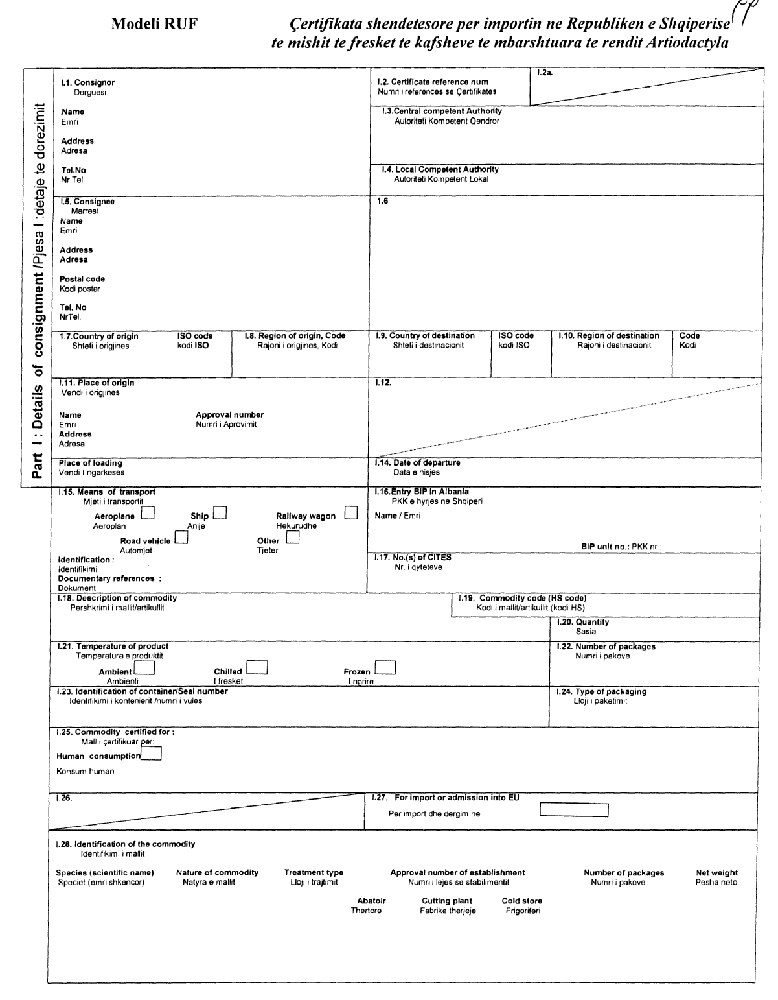 Modeli RUF
Çertifikata shendetesore per importin ne Republiken e Shqiperise
te mishit te fresket te kafsheve te mbarshtuara te rendit Artiodactyla
Part I : Details of consignment /Pjesa I :detaje te dorezimit
I.1. Consignor
Derguesi
Name
Emri
Address
Adresa
Tel.No
Nr Tel.
I.2. Certificate reference num
Numri i references se Çertifikates
I.2a.
I.3.Central competent Authority
Autoriteti Kompetent Qendror
I.4. Local Competent Authority
Autoriteti Kompetent Lokal
I.5. Consignee
Marresi
Name
Emri
Address
Adresa
Postal code
Kodi postar
Tel. No
NrTel.
1.6
1.7.Country of origin ISO code
Shteti i origjines kodi ISO
I.8. Region of origin, Code
Rajoni i origjines, Kodi
I.9. Country of destination
Shteti i destinacionit
ISO code
kodi ISO
I.10. Region of destination
Rajoni i destinacionit
Code
Kodi
I.11. Place of origin
Vendi i origjines
Name Approval number
Emri Numri i Aprovimit
Address
Adresa
I.12.
Place of loading
Vendi I ngarkeses
I.14. Date of departure
Data e nisjes
I.15. Means of transport
Mjeti i transportit
Aeroplane Ship Railway wagon
Aeroplan Anije Hekurudhe
Road vehicle Other
Automjet Tjeter
Identification :
Identifikimi
Documentary references :
Dokument
I.16.Entry BIP in Albania
PKK e hyrjes ne Shqiperi
Name / Emri
BIP unit no.: PKK nr.:
I.17. No.(s) of CITES
Nr. i qyteteve
I.18. Description of commodity
Pershkrimi i mallit/artikullit
I.19. Commodity code (HS code)
Kodi i mallit/artikullit (kodi HS)
I.20. Quantity
Sasia
I.21. Temperature of product
Temperatura e produktit
Ambient Chilled Frozen
Ambienti I fresket I ngrire
I.22. Number of packages
Numri i pakove
I.23. Identification of container/Seal number
Identifikimi i kontenierit /numri i vules
I.24. Type of packaging
Lloji i paketimit
I.25. Commodity certified for :
Mall i çertifikuar per:
Human consumption
Konsum human
I.26.
I.27. For import or admission into EU
Per import dhe dergim ne
I.28. Identification of the commodity
Identifikimi i mallit
Species (scientific name) Nature of commodity Treatment type Approval number of establishment Number of packages Net weight
Speciet (emri shkencor) Natyra e mallit Lloji i trajtimit Numri i lejes se stabilimentit Numri i pakove Pesha neto
Abatoir Cutting plant Cold store
Thertore Fabrike therjeje Frigoriferi